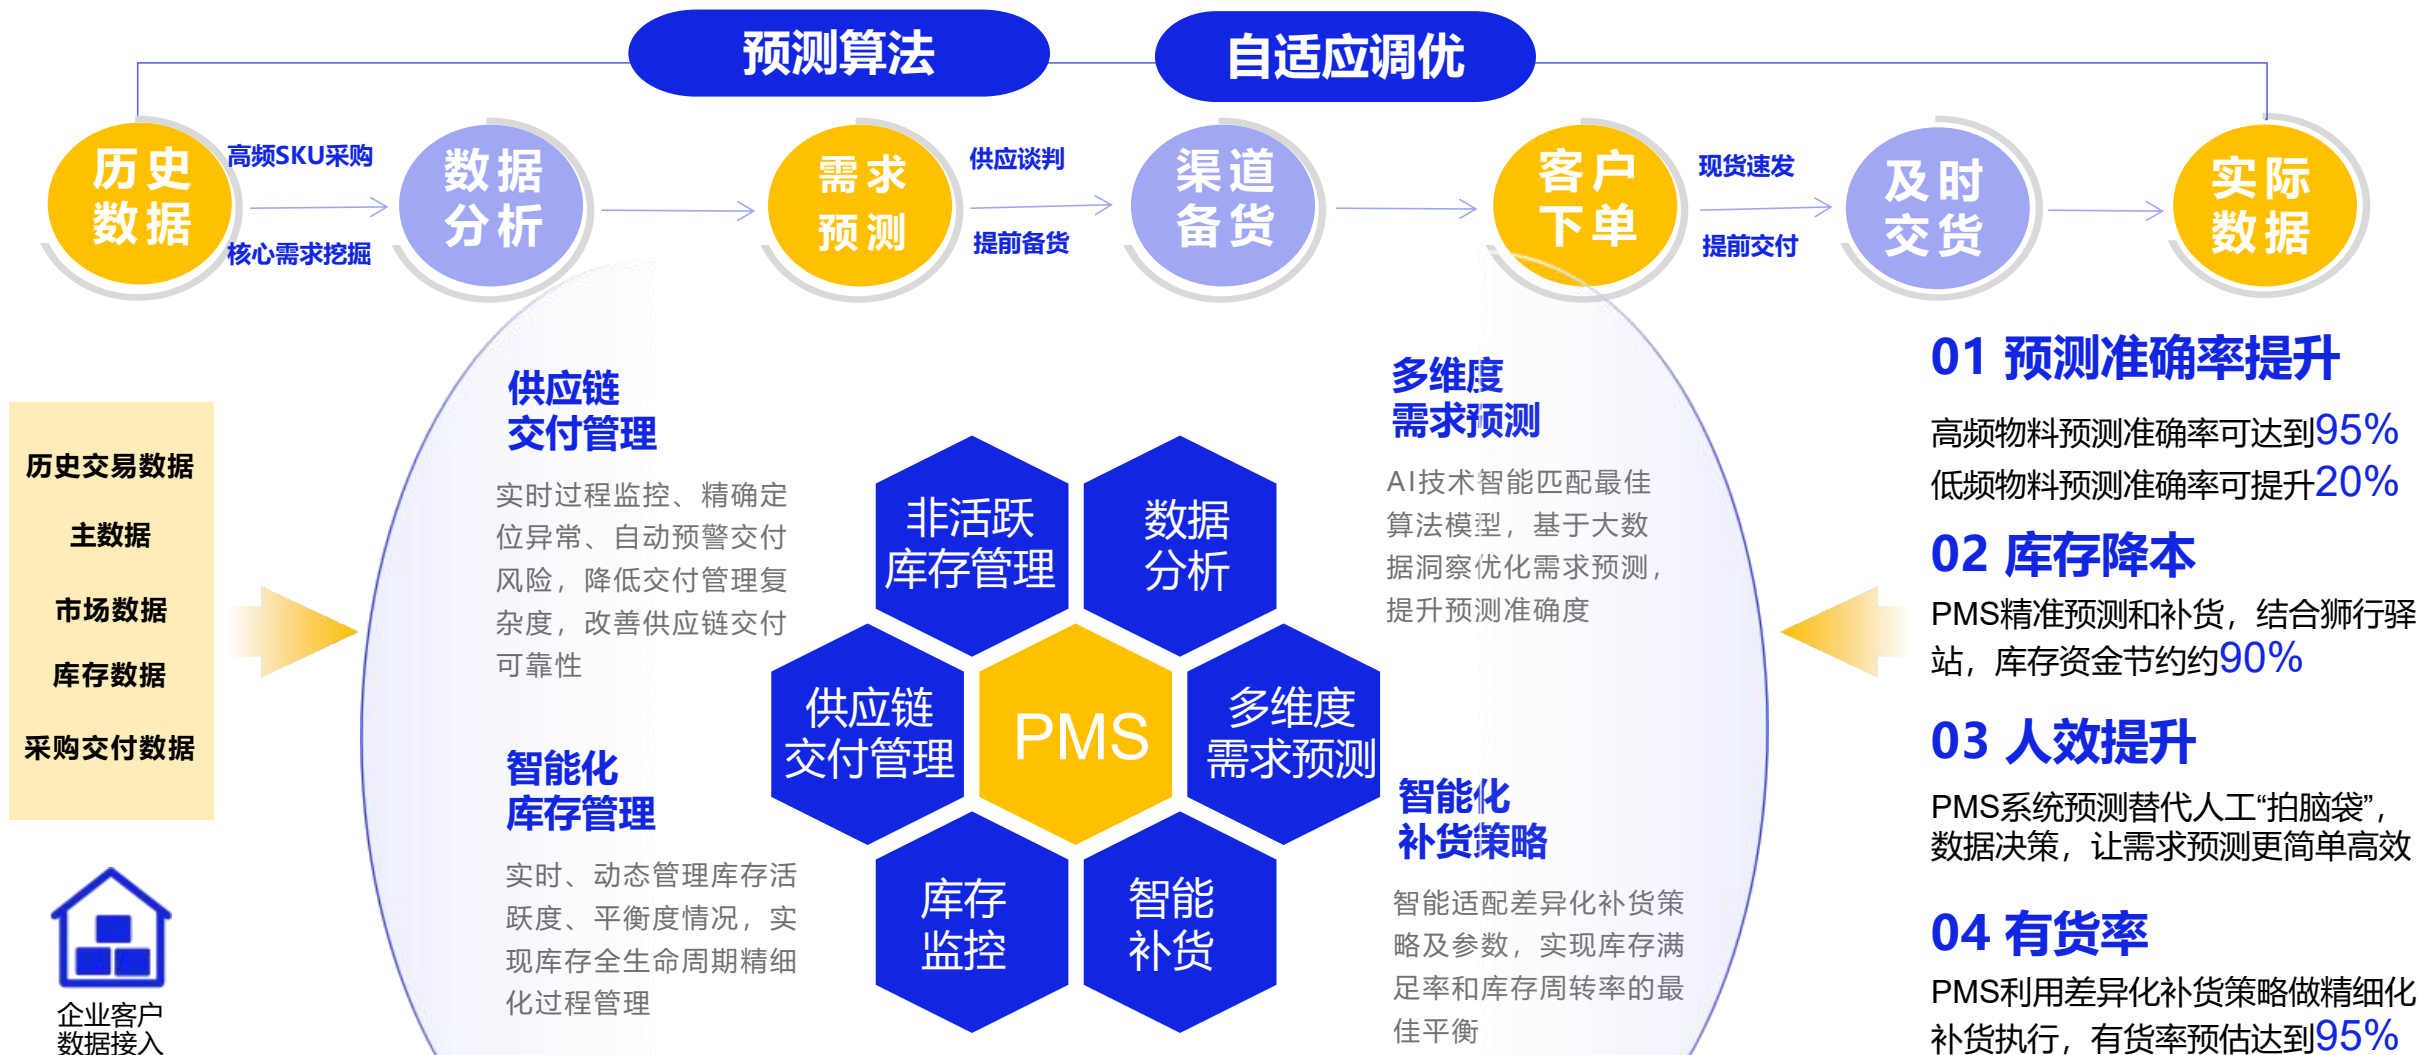 预测算法
自适应调优
历史
数据
高频SKU采购
核心需求挖掘
数据
分析
需求
预测
供应谈判
提前备货
渠道
备货
客户
下单
现货速发
提前交付
及时
交货
实际
数据
历史交易数据
主数据
市场数据
库存数据
采购交付数据
企业客户
数据接入
供应链
交付管理
实时过程监控、精确定
位异常、自动预警交付
风险，降低交付管理复
杂度，改善供应链交付
可靠性
智能化
库存管理
实时、动态管理库存活
跃度、平衡度情况，实
现库存全生命周期精细
化过程管理
非活跃
库存管理
数据
分析
供应链
交付管理
PMS
多维度
需求预测
库存
监控
智能
补货
多维度
需求预测
AI技术智能匹配最佳
算法模型，基于大数
据洞察优化需求预测，
提升预测准确度
智能化
补货策略
智能适配差异化补货策
略及参数，实现库存满
足率和库存周转率的最
佳平衡
01 预测准确率提升
高频物料预测准确率可达到95%
低频物料预测准确率可提升20%
02 库存降本
PMS精准预测和补货，结合狮行驿
站，库存资金节约约90%
03 人效提升
PMS系统预测替代人工“拍脑袋”，
数据决策，让需求预测更简单高效
04 有货率
PMS利用差异化补货策略做精细化
补货执行，有货率预估达到95%